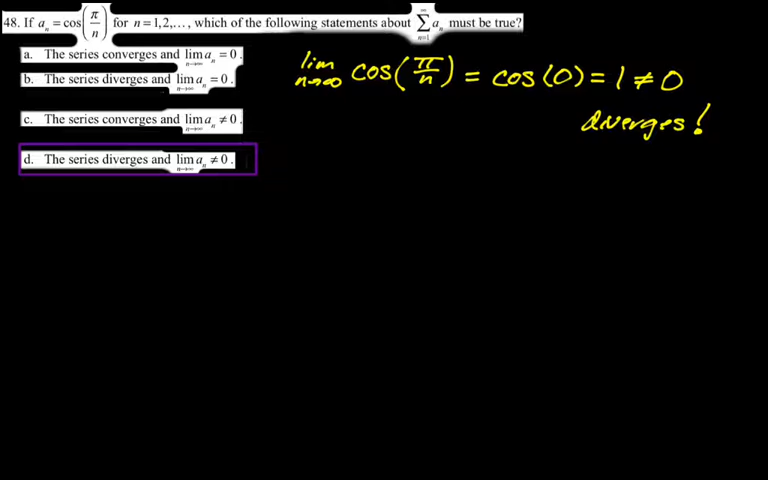 48. If aₙ = cos(π/n) for n = 1,2,..., which of the following statements about ∑_{n=1}^{∞} aₙ must be true?
a. The series converges and lim_{n→∞} aₙ = 0.
b. The series diverges and lim_{n→∞} aₙ = 0.
c. The series converges and lim_{n→∞} aₙ ≠ 0.
d. The series diverges and lim_{n→∞} aₙ ≠ 0.
lim_{n→∞} cos(π/n) = cos(0) = 1 ≠ 0
diverges!